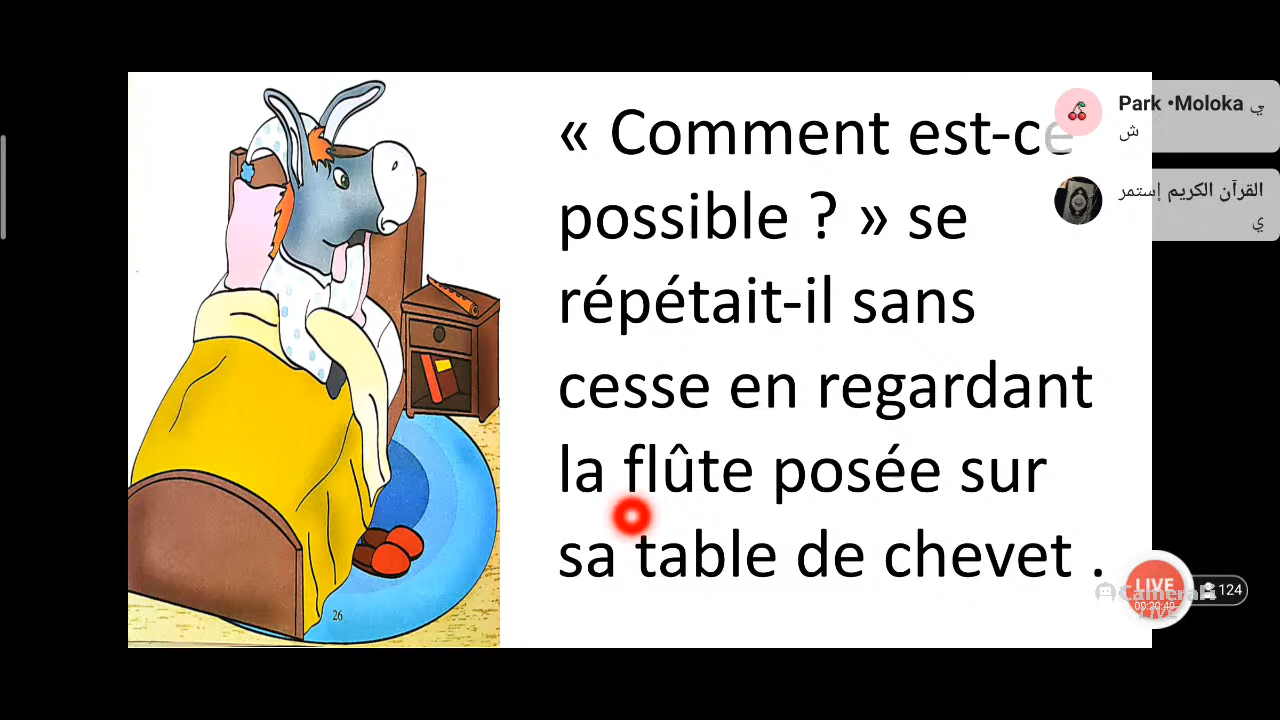 « Comment est-ce
possible ? » se
répétait-il sans
cesse en regardant
la flûte posée sur
sa table de chevet .
26
Park •Moloka ي
ش
القرآن الكريم إستمر
ي
LIVE
124
LIVE